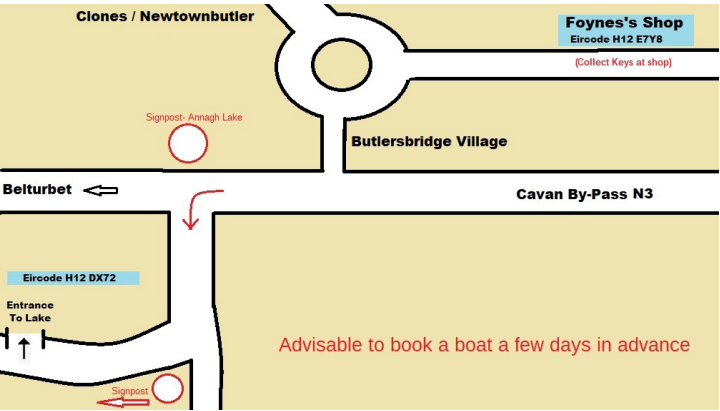 Clones / Newtownbutler
Foynes's Shop
Eircode H12 E7Y8
(Collect Keys at shop)
Signpost- Annagh Lake
Butlersbridge Village
Belturbet
Cavan By-Pass N3
Eircode H12 DX72
Entrance
To Lake
Advisable to book a boat a few days in advance
Signpost